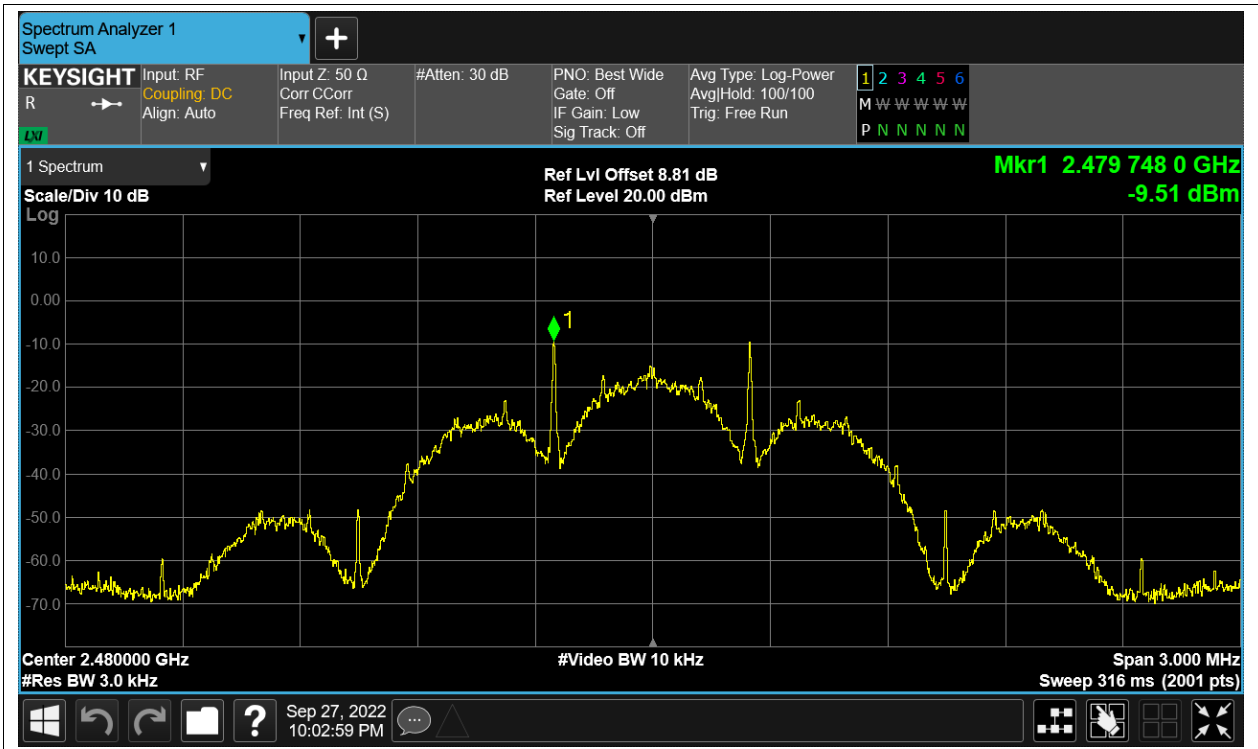 Spectrum Analyzer 1
Swept SA
+
KEYSIGHT
R
LXI
Input: RF
Coupling: DC
Align: Auto
Input Z: 50 Ω
Corr CCorr
Freq Ref: Int (S)
#Atten: 30 dB
PNO: Best Wide
Gate: Off
IF Gain: Low
Sig Track: Off
Avg Type: Log-Power
Avg|Hold: 100/100
Trig: Free Run
1 2 3 4 5 6
M W W W W W W
P N N N N N N
1 Spectrum
Scale/Div 10 dB
Log
Ref Lvl Offset 8.81 dB
Ref Level 20.00 dBm
Mkr1 2.479 748 0 GHz
-9.51 dBm
10.0
0.00
-10.0
-20.0
-30.0
-40.0
-50.0
-60.0
-70.0
1
Center 2.480000 GHz
#Res BW 3.0 kHz
#Video BW 10 kHz
Span 3.000 MHz
Sweep 316 ms (2001 pts)
?
Sep 27, 2022
10:02:59 PM